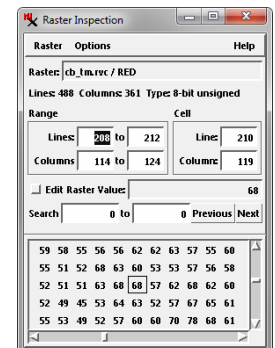 Raster Inspection
Raster Options Help
Raster: cb_tm.rvc / RED
Lines: 488 Columns: 361 Type: 8-bit unsigned
Range Cell
Lines: 208 to 212 Line: 210
Columns 114 to 124 Column: 119
Edit Raster Value: 68
Search 0 to 0 Previous Next
59 58 55 56 56 62 62 63 57 55 60
55 51 52 68 63 60 53 53 57 56 58
52 51 51 63 68 68 57 62 68 62 60
52 49 45 53 64 63 52 57 67 65 61
55 53 49 52 57 60 60 70 78 68 61